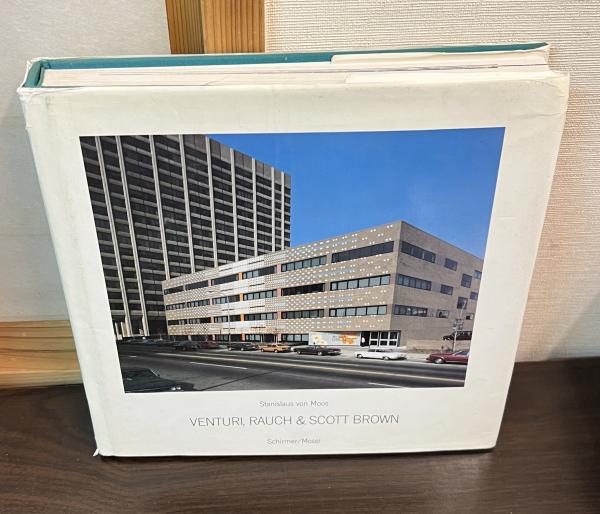 Stanislaus von Moos
VENTURI, RAUCH & SCOTT BROWN
Schirmer/Mosel